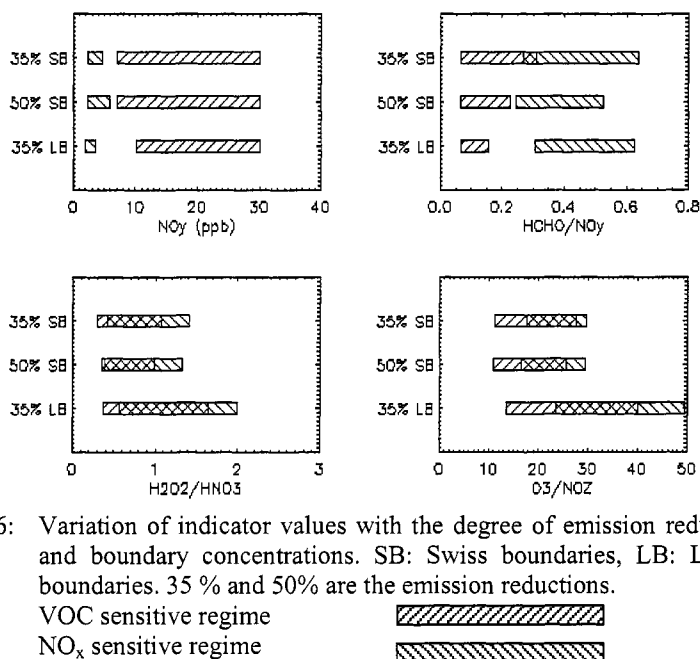 35% SB
50% SB
35% LB
0 10 20 30 40
NOy (ppb)
35% SB
50% SB
35% LB
0.0 0.2 0.4 0.6 0.8
HCHO/NOy
35% SB
50% SB
35% LB
0 1 2 3
H2O2/HNO3
35% SB
50% SB
35% LB
0 10 20 30 40 50
O3/NOZ
6: Variation of indicator values with the degree of emission red
and boundary concentrations. SB: Swiss boundaries, LB: L
boundaries. 35 % and 50% are the emission reductions.
VOC sensitive regime
NOx sensitive regime